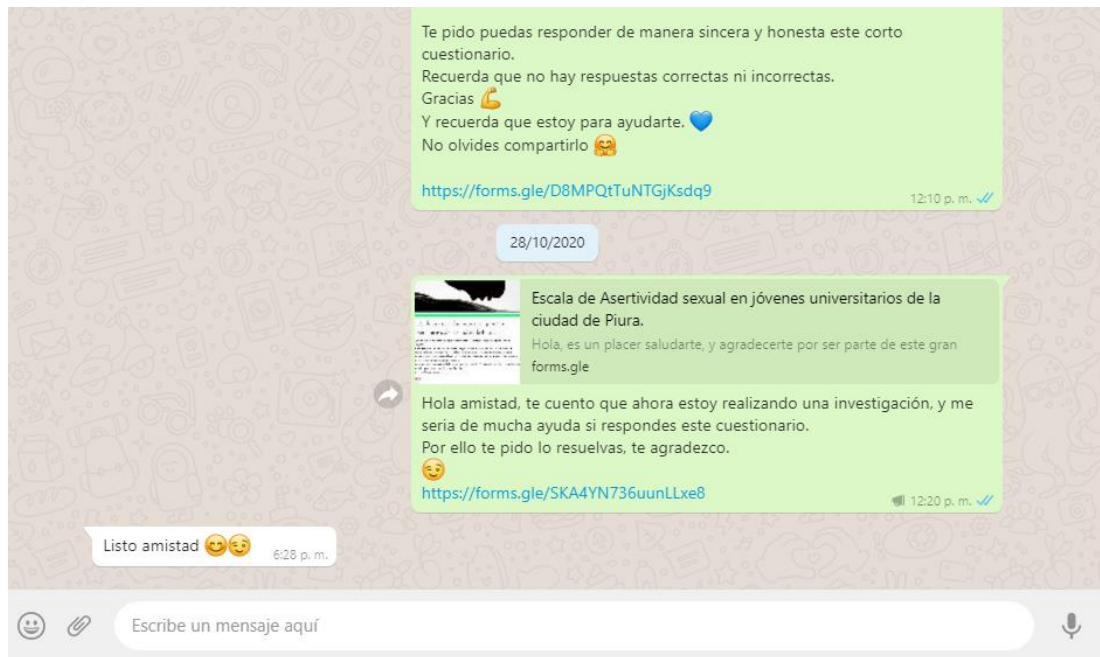 Te pido puedas responder de manera sincera y honesta este corto
cuestionario.
Recuerda que no hay respuestas correctas ni incorrectas.
Gracias 💪
Y recuerda que estoy para ayudarte. 💙
No olvides compartirlo 🤗
https://forms.gle/D8MPQtTuNTGjKsdq9
12:10 p. m.
28/10/2020
Escala de Asertividad sexual en jóvenes universitarios de la
ciudad de Piura.
Hola, es un placer saludarte, y agradecerte por ser parte de este gran
forms.gle
Hola amistad, te cuento que ahora estoy realizando una investigación, y me
seria de mucha ayuda si respondes este cuestionario.
Por ello te pido lo resuelvas, te agradezco.
😉
https://forms.gle/SKA4YN736uunLLxe8
12:20 p. m.
Listo amistad 😊😉
6:28 p. m.
Escribe un mensaje aquí